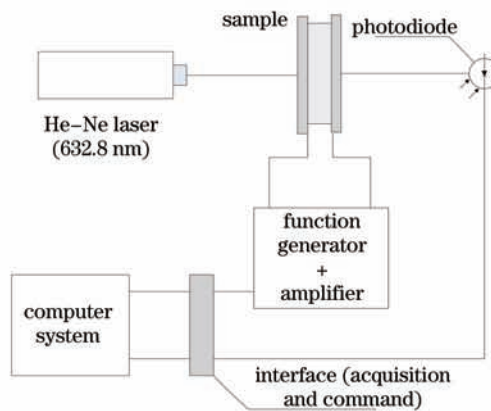 sample
photodiode
He–Ne laser
(632.8 nm)
function
generator
+
amplifier
computer
system
interface (acquisition
and command)